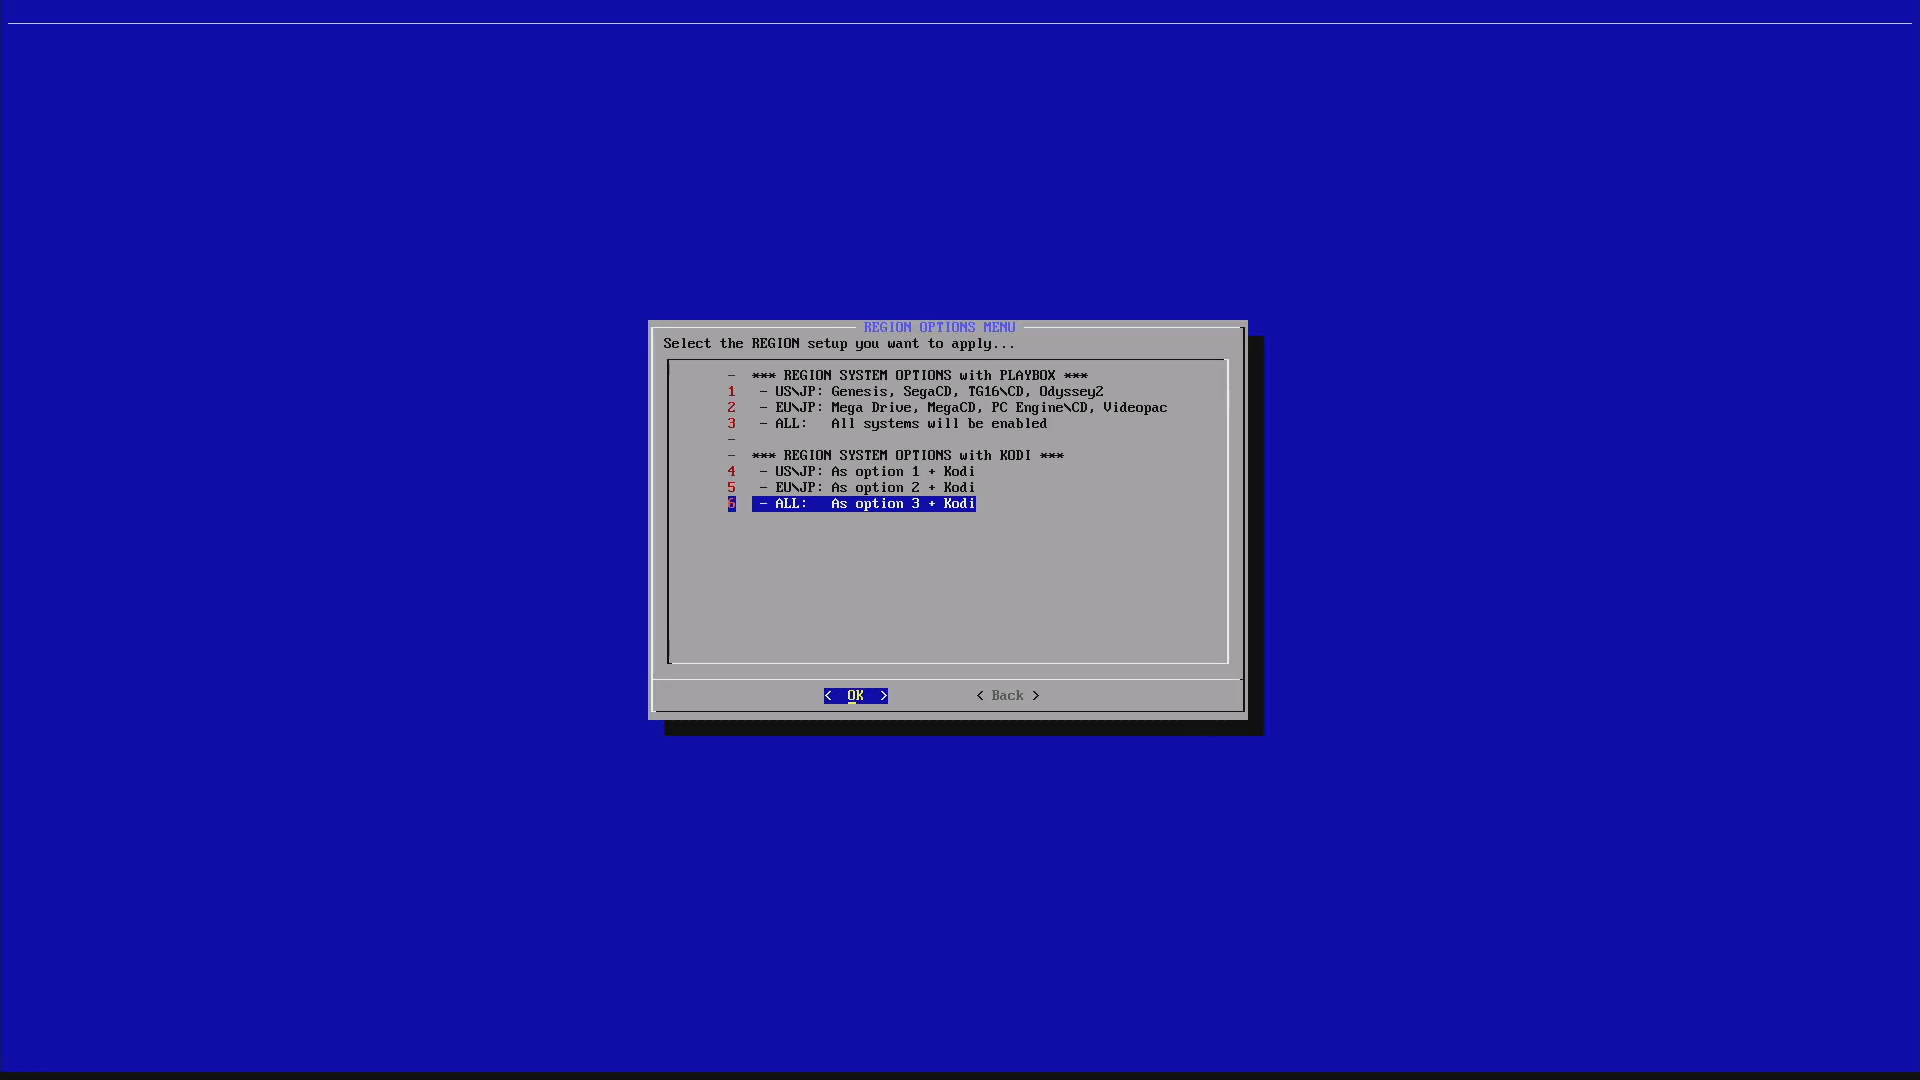 REGION OPTIONS MENU
Select the REGION setup you want to apply...
- *** REGION SYSTEM OPTIONS with PLAYBOX ***
1 - US\JP: Genesis, SegaCD, TG16\CD, Odyssey2
2 - EU\JP: Mega Drive, MegaCD, PC Engine\CD, Videopac
3 - ALL: All systems will be enabled
-
- *** REGION SYSTEM OPTIONS with KODI ***
4 - US\JP: As option 1 + Kodi
5 - EU\JP: As option 2 + Kodi
6 - ALL: As option 3 + Kodi
< OK > < Back >